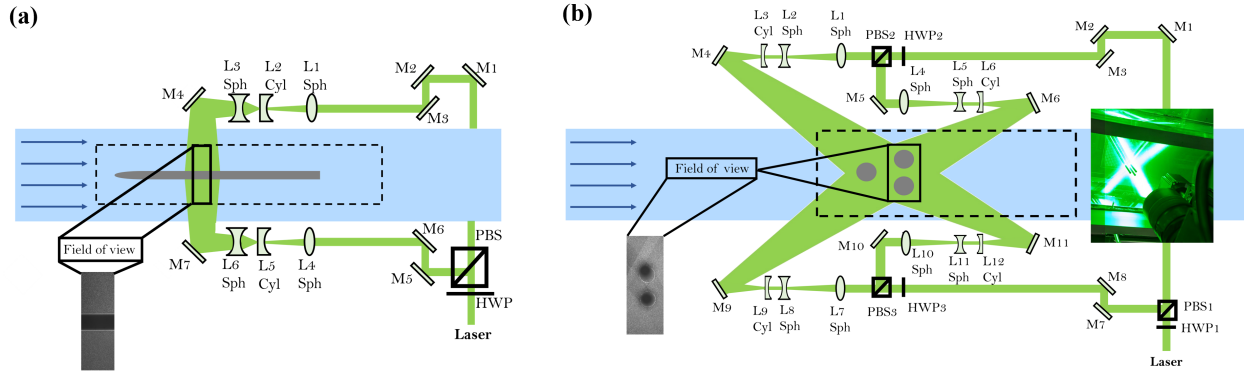 (a)
L3
Sph
L2
Cyl
L1
Sph
M2
M1
M3
M4
Field of view
M7
L6
Sph
L5
Cyl
L4
Sph
M6
M5
PBS
HWP
Laser
(b)
L3
Cyl
L2
Sph
L1
Sph
PBS2
HWP2
M2
M1
M3
M4
M5
L4
Sph
L5
Sph
L6
Cyl
M6
Field of view
M10
L10
Sph
L11
Sph
L12
Cyl
M11
M9
L9
Cyl
L8
Sph
L7
Sph
PBS3
HWP3
M8
M7
PBS1
HWP1
Laser